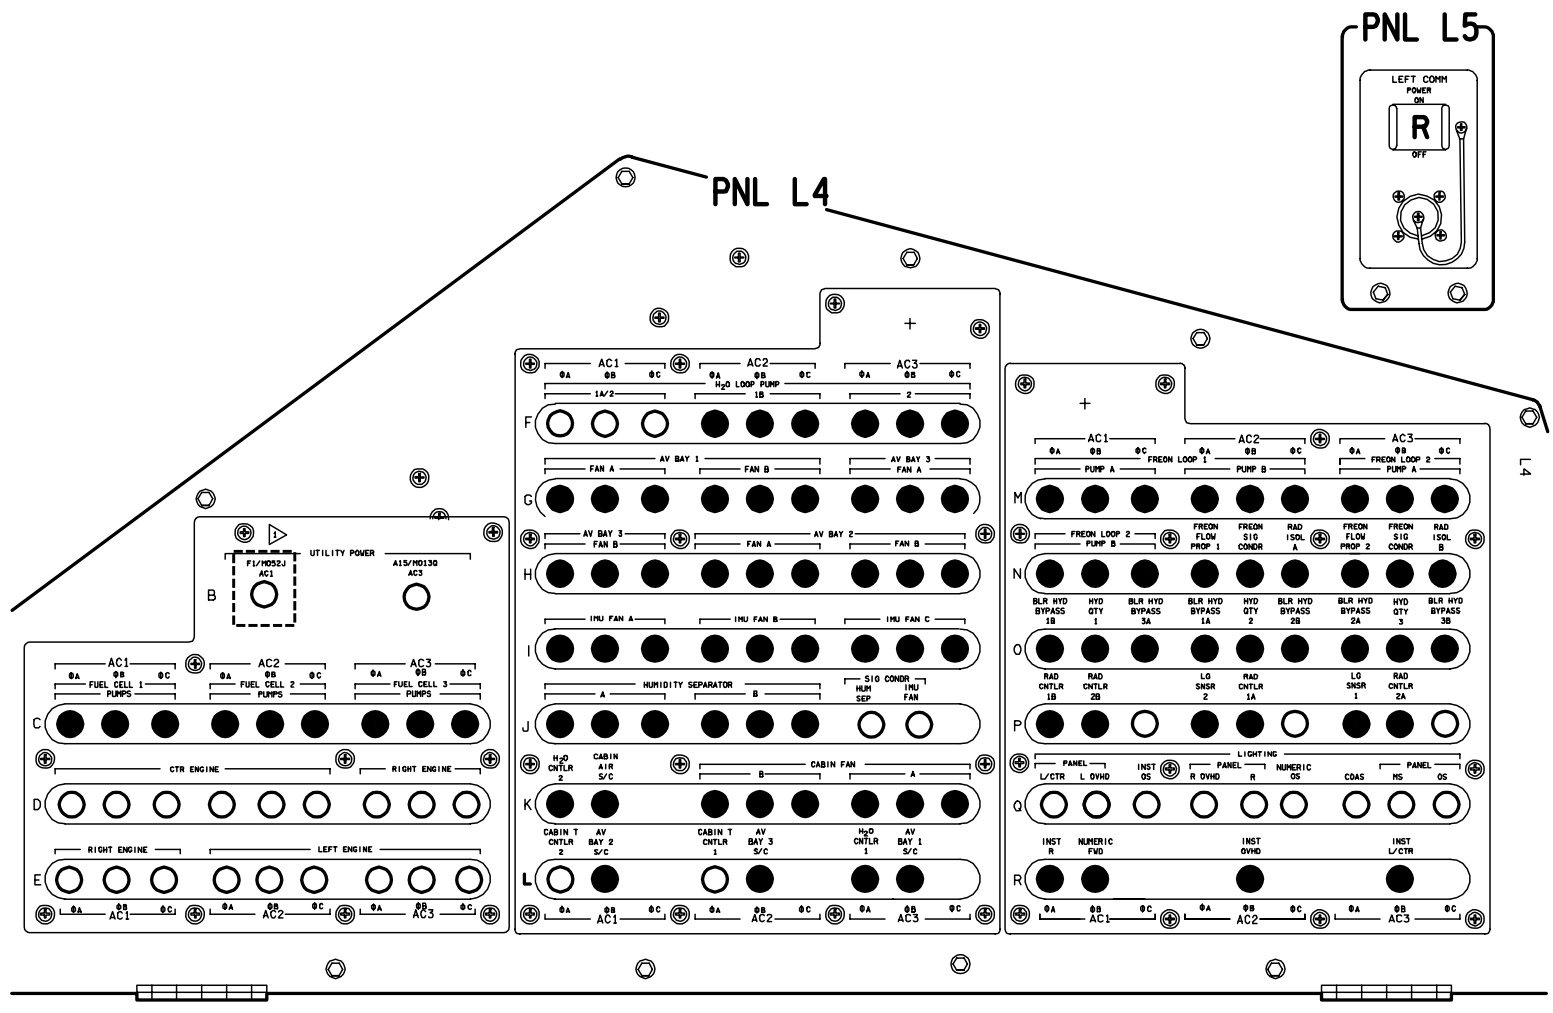 PNL L5
LEFT COMM
POWER
ON
R
OFF
PNL L4
L4
1
UTILITY POWER
F1/MO52J A15/MO13Q
AC1 AC3
B
AC1 AC2 AC3
ΦA ΦB ΦC ΦA ΦB ΦC ΦA ΦB ΦC
FUEL CELL 1 FUEL CELL 2 FUEL CELL 3
PUMPS PUMPS PUMPS
C
CTR ENGINE RIGHT ENGINE
D
RIGHT ENGINE LEFT ENGINE
E
ΦA ΦB ΦC ΦA ΦB ΦC ΦA ΦB ΦC
AC1 AC2 AC3
AC1 AC2 AC3
ΦA ΦB ΦC ΦA ΦB ΦC ΦA ΦB ΦC
H2O LOOP PUMP
1A/2 1B 2
F
AV BAY 1 AV BAY 3
FAN A FAN B FAN A
G
AV BAY 3 AV BAY 2
FAN B FAN A FAN B
H
IMU FAN A IMU FAN B IMU FAN C
I
HUMIDITY SEPARATOR SIG CONDR
A B HUM IMU
SEP FAN
J
H2O CABIN CABIN FAN
CNTLR AIR B A
2 S/C
K
CABIN T AV CABIN T AV H2O AV
CNTLR BAY 2 CNTLR BAY 3 CNTLR BAY 1
2 S/C 1 S/C 1 S/C
L
ΦA ΦB ΦC ΦA ΦB ΦC ΦA ΦB ΦC
AC1 AC2 AC3
AC1 AC2 AC3
ΦA ΦB ΦC ΦA ΦB ΦC ΦA ΦB ΦC
FREON LOOP 1 FREON LOOP 2
PUMP A PUMP B PUMP A
M
FREON LOOP 2 FREON FREON RAD FREON FREON RAD
PUMP B FLOW SIG ISOL FLOW SIG ISOL
PROP 1 CONDR A PROP 2 CONDR B
N
BLR HYD HYD BLR HYD BLR HYD HYD BLR HYD BLR HYD HYD BLR HYD
BYPASS QTY BYPASS BYPASS QTY BYPASS BYPASS QTY BYPASS
1B 1 3A 1A 2 2B 2A 3 3B
O
RAD RAD LG RAD LG RAD
CNTLR CNTLR SNSR CNTLR SNSR CNTLR
1B 2B 2 1A 1 2A
P
LIGHTING
PANEL INST PANEL NUMERIC PANEL
L/CTR L OVHD OS R OVHD R OS COAS MS OS
Q
INST NUMERIC INST INST
R FWD OVHD L/CTR
R
ΦA ΦB ΦC ΦA ΦB ΦC ΦA ΦB ΦC
AC1 AC2 AC3